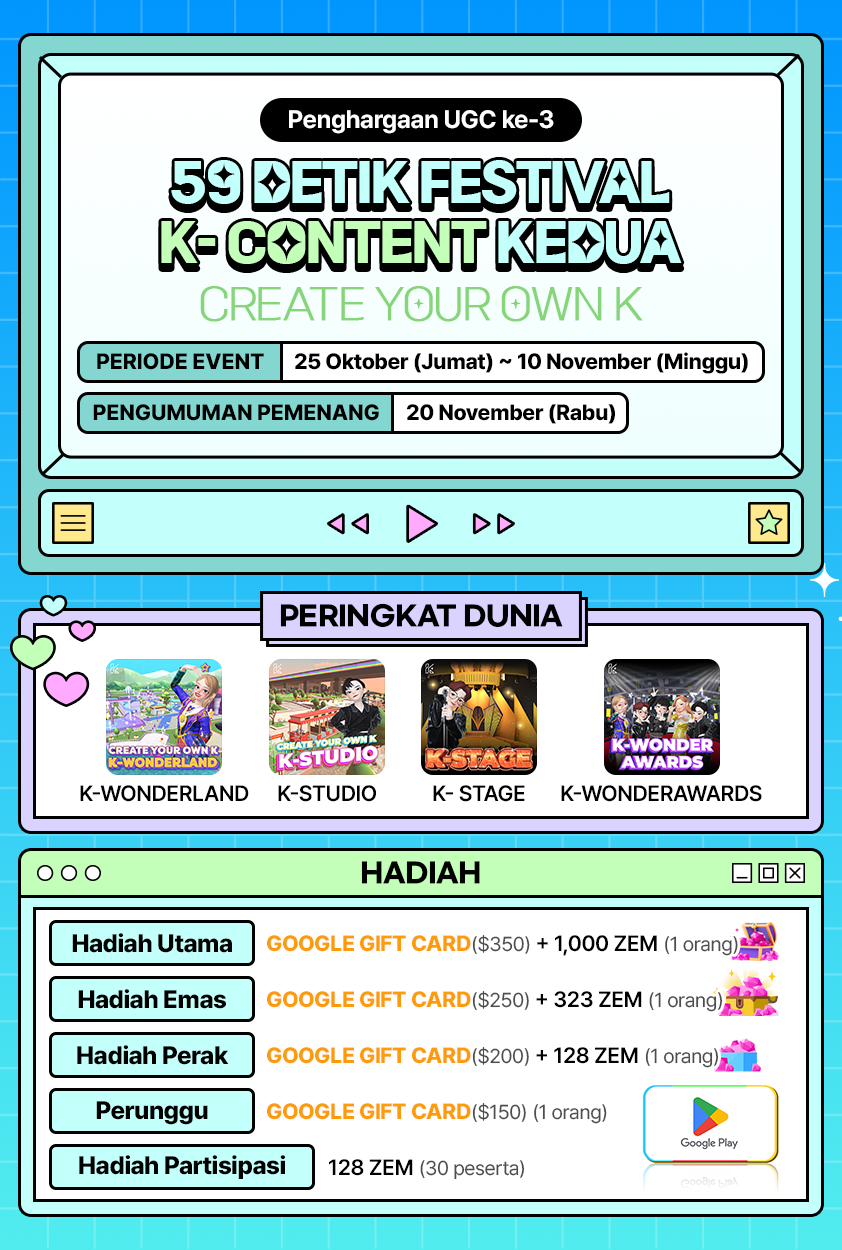 Penghargaan UGC ke-3
59 DETIK FESTIVAL
K- CONTENT KEDUA
CREATE YOUR OWN K
PERIODE EVENT 25 Oktober (Jumat) ~ 10 November (Minggu)
PENGUMUMAN PEMENANG 20 November (Rabu)
PERINGKAT DUNIA
CREATE YOUR OWN K
K-WONDERLAND
CREATE YOUR OWN K
K-STUDIO
K-STAGE
K-WONDER
AWARDS
K-WONDERLAND K-STUDIO K- STAGE K-WONDERAWARDS
HADIAH
Hadiah Utama GOOGLE GIFT CARD($350) + 1,000 ZEM (1 orang)
Hadiah Emas GOOGLE GIFT CARD($250) + 323 ZEM (1 orang)
Hadiah Perak GOOGLE GIFT CARD($200) + 128 ZEM (1 orang)
Perunggu GOOGLE GIFT CARD($150) (1 orang)
Google Play
Hadiah Partisipasi 128 ZEM (30 peserta)